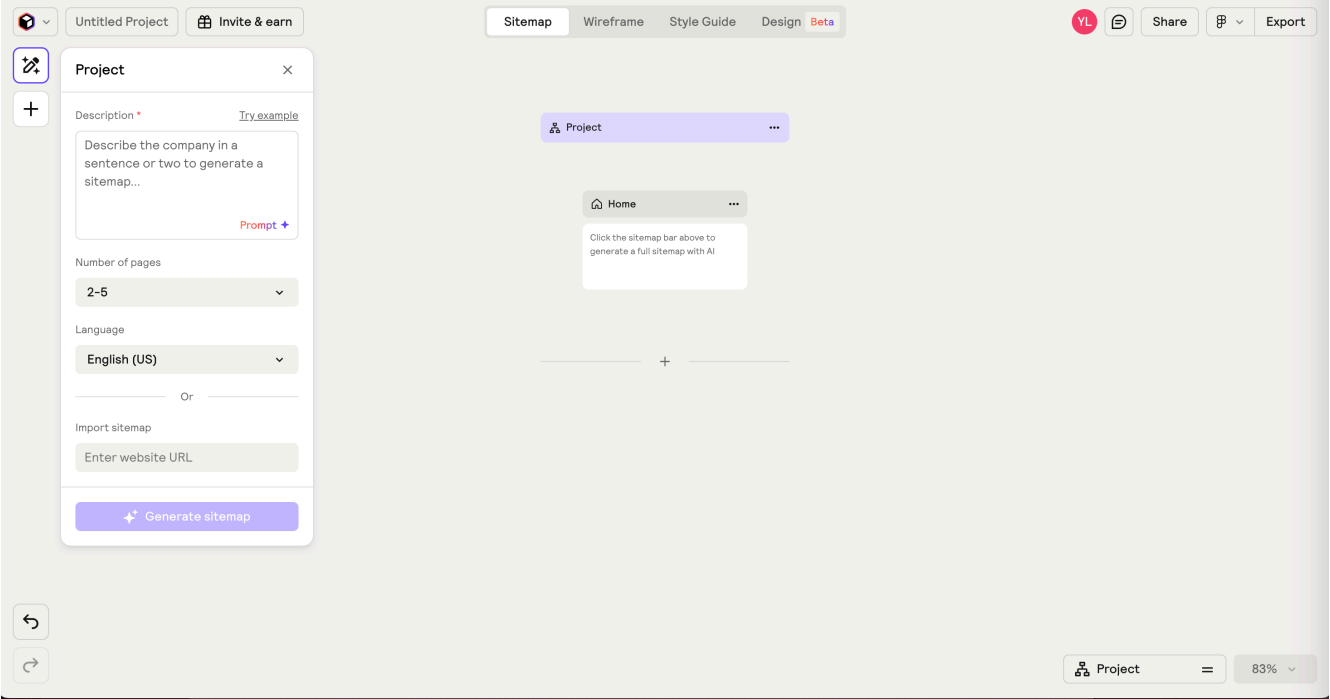 Untitled Project
Invite & earn
Sitemap
Wireframe
Style Guide
Design Beta
YL
Share
Export
Project
Description *
Try example
Describe the company in a
sentence or two to generate a
sitemap...
Prompt
Number of pages
2-5
Language
English (US)
Or
Import sitemap
Enter website URL
Generate sitemap
Project
Home
Click the sitemap bar above to
generate a full sitemap with AI
Project
83%